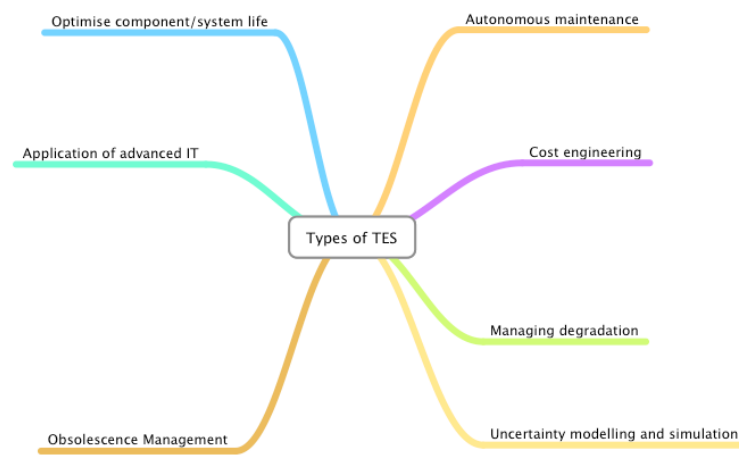 Optimise component/system life
Autonomous maintenance
Application of advanced IT
Cost engineering
Types of TES
Managing degradation
Obsolescence Management
Uncertainty modelling and simulation